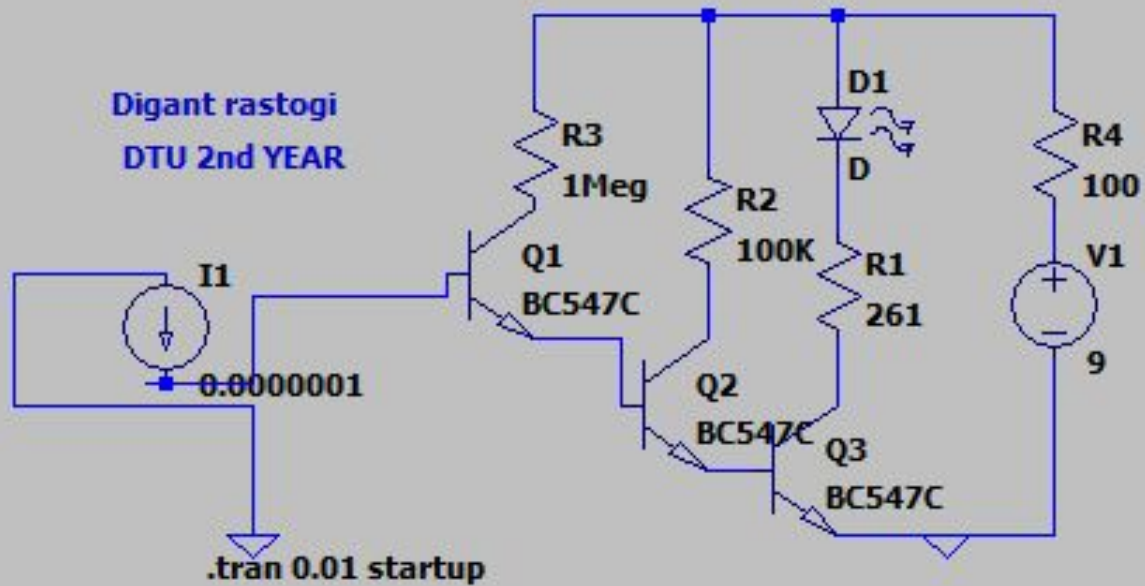 Digant rastogi
DTU 2nd YEAR
I1
0.0000001
R3
1Meg
Q1
BC547C
R2
100K
Q2
BC547C
D1
D
R1
261
Q3
BC547C
R4
100
V1
9
.tran 0.01 startup